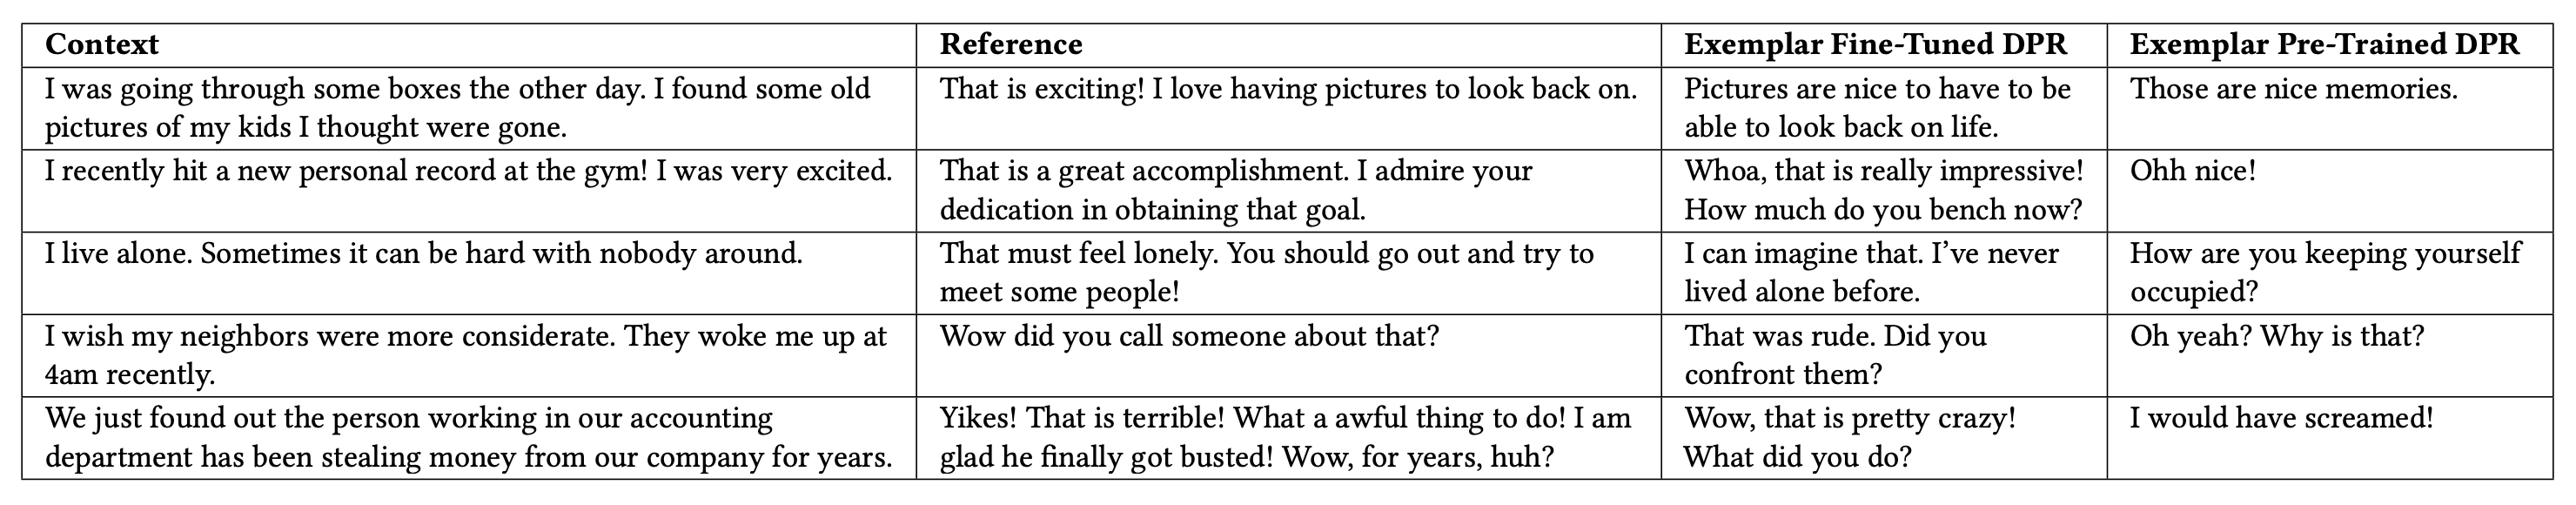 Context
Reference
Exemplar Fine-Tuned DPR
Exemplar Pre-Trained DPR
I was going through some boxes the other day. I found some old
pictures of my kids I thought were gone.
That is exciting! I love having pictures to look back on.
Pictures are nice to have to be
able to look back on life.
Those are nice memories.
I recently hit a new personal record at the gym! I was very excited.
That is a great accomplishment. I admire your
dedication in obtaining that goal.
Whoa, that is really impressive!
How much do you bench now?
Ohh nice!
I live alone. Sometimes it can be hard with nobody around.
That must feel lonely. You should go out and try to
meet some people!
I can imagine that. I've never
lived alone before.
How are you keeping yourself
occupied?
I wish my neighbors were more considerate. They woke me up at
4am recently.
Wow did you call someone about that?
That was rude. Did you
confront them?
Oh yeah? Why is that?
We just found out the person working in our accounting
department has been stealing money from our company for years.
Yikes! That is terrible! What a awful thing to do! I am
glad he finally got busted! Wow, for years, huh?
Wow, that is pretty crazy!
What did you do?
I would have screamed!